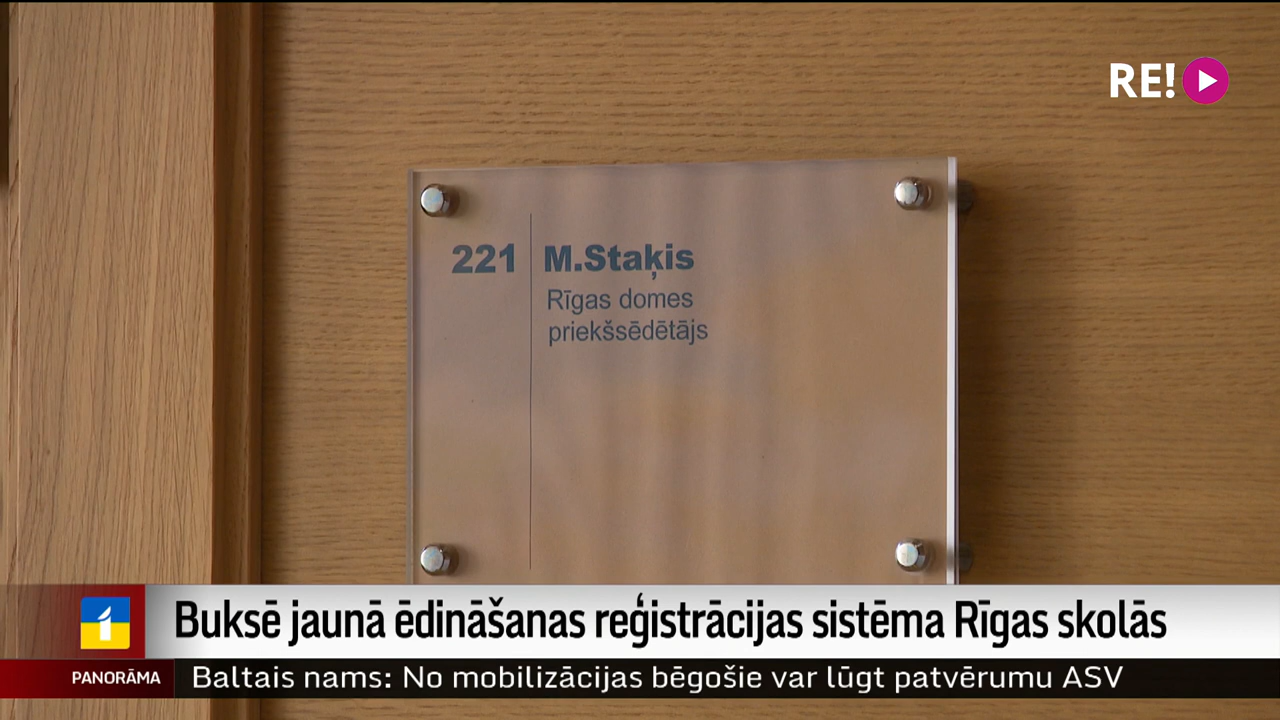 RE!
221 M.Staķis
Rīgas domes
priekšsēdētājs
1
Buksē jaunā ēdināšanas reģistrācijas sistēma Rīgas skolās
PANORĀMA
Baltais nams: No mobilizācijas bēgošie var lūgt patvērumu ASV